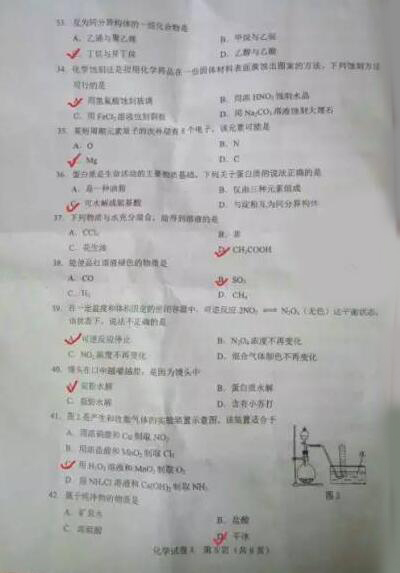 33. 互为同分异构体的一组化合物是
A. 乙烯与聚乙烯 B. 甲烷与乙烷
C. 丁烷与异丁烷 D. 乙醇与乙酸
34. 化学蚀刻法是指用化学药品在一些固体材料表面腐蚀出图案的方法，下列蚀刻方法
可行的是
A. 用氢氟酸蚀刻玻璃 B. 用浓HNO₃蚀刻水晶
C. 用FeCl₃溶液蚀刻铜板 D. 用Na₂CO₃溶液蚀刻大理石
35. 某短周期元素原子的次外层有8个电子，该元素可能是
A. O B. N
C. Mg D. C
36. 蛋白质是生命活动的主要物质基础，下列关于蛋白质的说法正确的是
A. 是一种油脂 B. 仅由三种元素组成
C. 可水解成氨基酸 D. 与淀粉互为同分异构体
37. 下列物质与水充分混合，能得到溶液的是
A. CCl₄ B. 苯
C. 花生油 D. CH₃COOH
38. 能使品红溶液褪色的物质是
A. CO B. SO₂
C. H₂ D. CH₄
39. 在一定温度和体积固定的密闭容器中，可逆反应2NO₂ ⇌ N₂O₄（无色）达平衡状态，
该状态下，说法不正确的是
A. 可逆反应停止 B. N₂O₄浓度不再变化
C. NO₂浓度不再变化 D. 混合气体颜色不再变化
40. 馒头在口中越嚼越甜，是因为馒头中
A. 淀粉水解 B. 蛋白质水解
C. 脂肪水解 D. 含有小苏打
41. 图2是产生和收集气体的实验装置示意图，该装置适合于
A. 用浓硝酸和Cu制取NO₂
B. 用浓盐酸和MnO₂制取Cl₂
C. 用H₂O₂溶液和MnO₂制取O₂
D. 用NH₄Cl溶液和Ca(OH)₂制取NH₃
水
图2
42. 属于纯净物的物质是
A. 矿泉水 B. 盐酸
C. 浓硫酸 D. 干冰
化学试卷A 第5页（共6页）